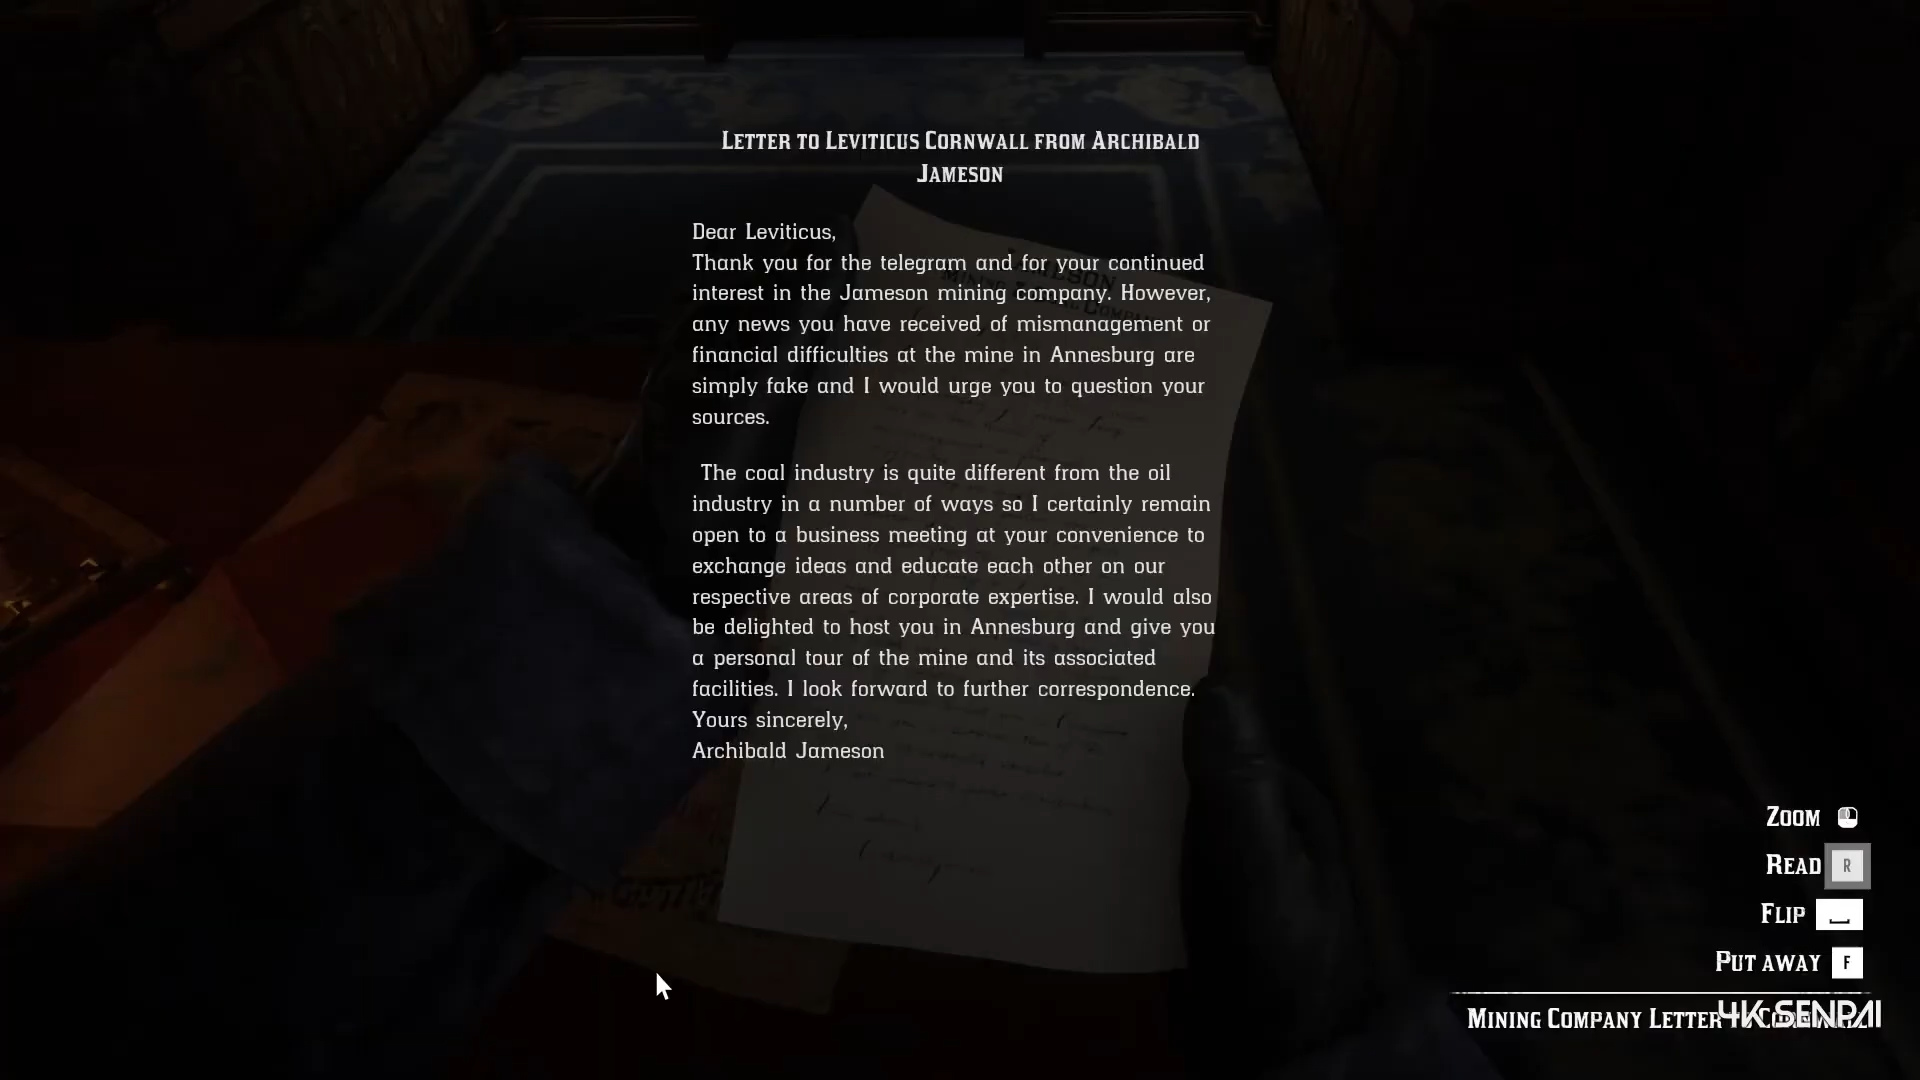 Letter to Leviticus Cornwall from Archibald
Jameson
Dear Leviticus,
Thank you for the telegram and for your continued
interest in the Jameson mining company. However,
any news you have received of mismanagement or
financial difficulties at the mine in Annesburg are
simply fake and I would urge you to question your
sources.
The coal industry is quite different from the oil
industry in a number of ways so I certainly remain
open to a business meeting at your convenience to
exchange ideas and educate each other on our
respective areas of corporate expertise. I would also
be delighted to host you in Annesburg and give you
a personal tour of the mine and its associated
facilities. I look forward to further correspondence.
Yours sincerely,
Archibald Jameson
Zoom
Read R
Flip
Put away F
Mining Company Letter
4K SENPAI